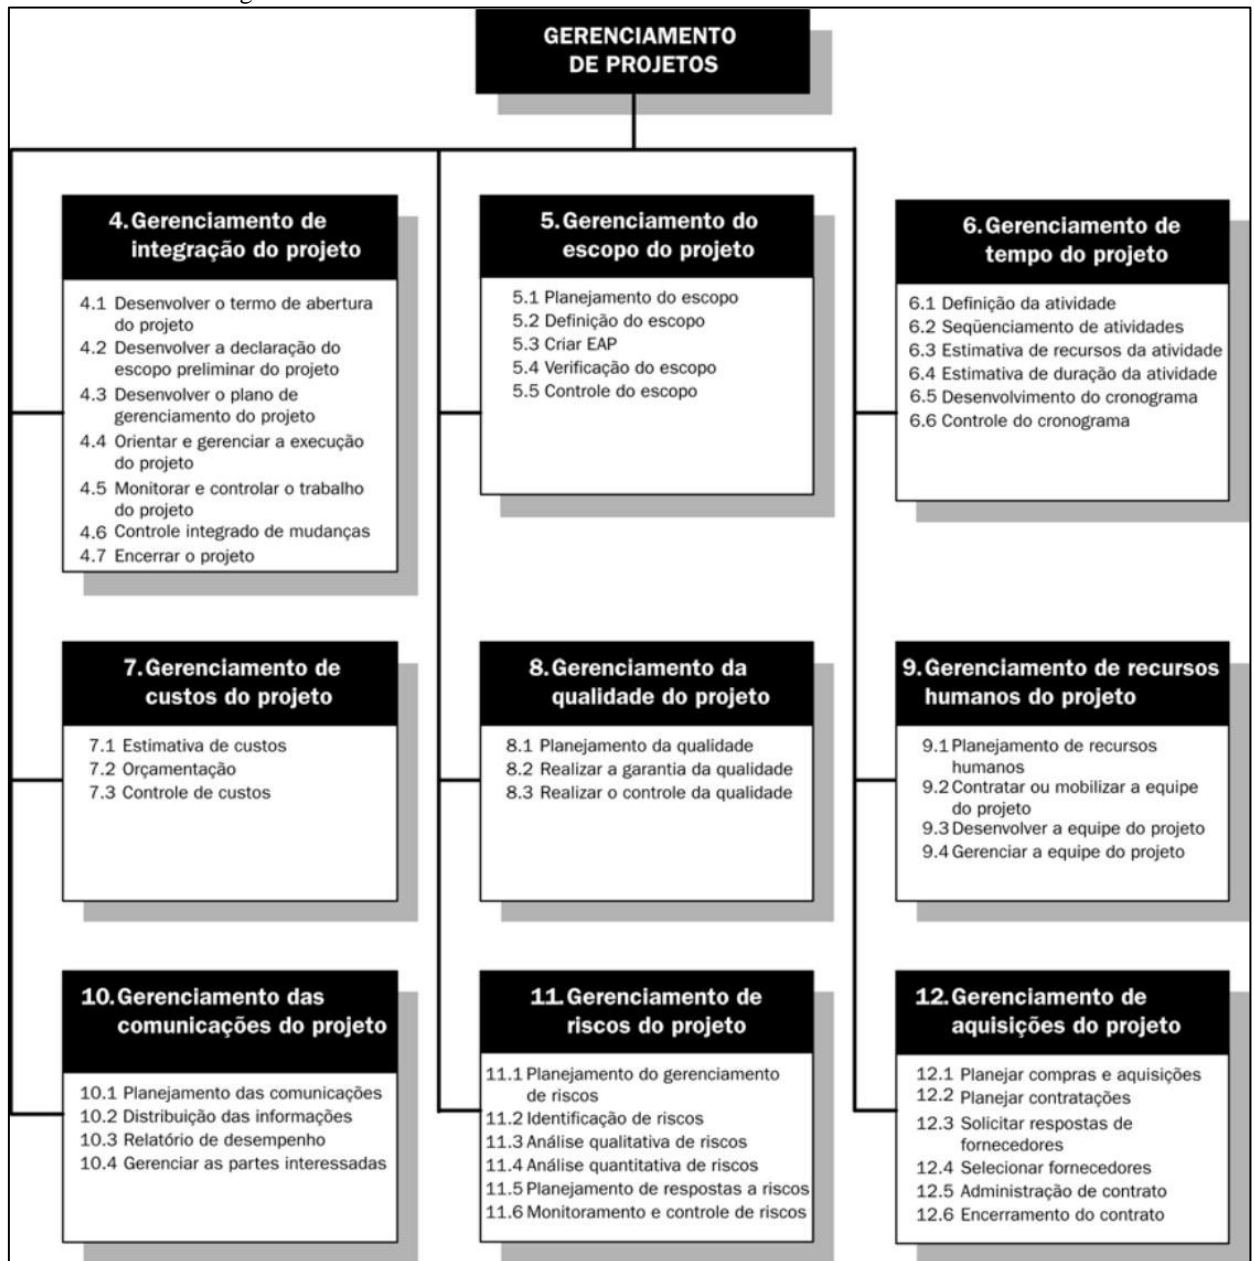 GERENCIAMENTO
DE PROJETOS
4. Gerenciamento de
integração do projeto
4.1 Desenvolver o termo de abertura
do projeto
4.2 Desenvolver a declaração do
escopo preliminar do projeto
4.3 Desenvolver o plano de
gerenciamento do projeto
4.4 Orientar e gerenciar a execução
do projeto
4.5 Monitorar e controlar o trabalho
do projeto
4.6 Controle integrado de mudanças
4.7 Encerrar o projeto
5. Gerenciamento do
escopo do projeto
5.1 Planejamento do escopo
5.2 Definição do escopo
5.3 Criar EAP
5.4 Verificação do escopo
5.5 Controle do escopo
6. Gerenciamento de
tempo do projeto
6.1 Definição da atividade
6.2 Seqüenciamento de atividades
6.3 Estimativa de recursos da atividade
6.4 Estimativa de duração da atividade
6.5 Desenvolvimento do cronograma
6.6 Controle do cronograma
7. Gerenciamento de
custos do projeto
7.1 Estimativa de custos
7.2 Orçamentação
7.3 Controle de custos
8. Gerenciamento da
qualidade do projeto
8.1 Planejamento da qualidade
8.2 Realizar a garantia da qualidade
8.3 Realizar o controle da qualidade
9. Gerenciamento de recursos
humanos do projeto
9.1 Planejamento de recursos
humanos
9.2 Contratar ou mobilizar a equipe
do projeto
9.3 Desenvolver a equipe do projeto
9.4 Gerenciar a equipe do projeto
10. Gerenciamento das
comunicações do projeto
10.1 Planejamento das comunicações
10.2 Distribuição das informações
10.3 Relatório de desempenho
10.4 Gerenciar as partes interessadas
11. Gerenciamento de
riscos do projeto
11.1 Planejamento do gerenciamento
de riscos
11.2 Identificação de riscos
11.3 Análise qualitativa de riscos
11.4 Análise quantitativa de riscos
11.5 Planejamento de respostas a riscos
11.6 Monitoramento e controle de riscos
12. Gerenciamento de
aquisições do projeto
12.1 Planejar compras e aquisições
12.2 Planejar contratações
12.3 Solicitar respostas de
fornecedores
12.4 Selecionar fornecedores
12.5 Administração de contrato
12.6 Encerramento do contrato